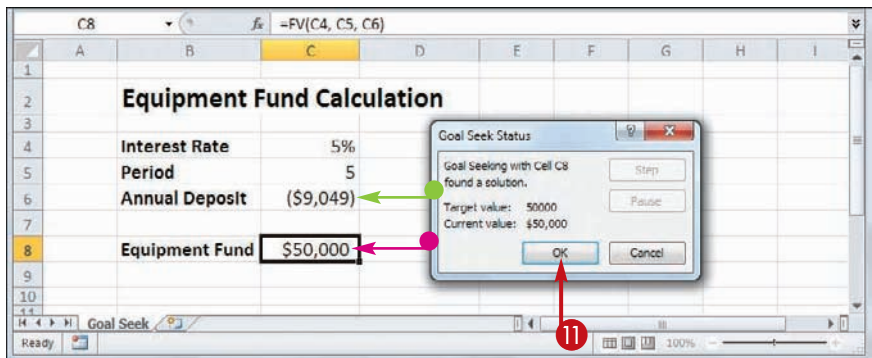 C8 fx =FV(C4, C5, C6)
A B C D E F G H I
1
2 Equipment Fund Calculation
3
4 Interest Rate 5%
5 Period 5
6 Annual Deposit ($9,049)
7
8 Equipment Fund $50,000
9
10
11
Goal Seek Status
Goal Seeking with Cell C8
found a solution.
Target value: 50000
Current value: $50,000
Step
Pause
OK Cancel
11
Goal Seek
Ready 100%